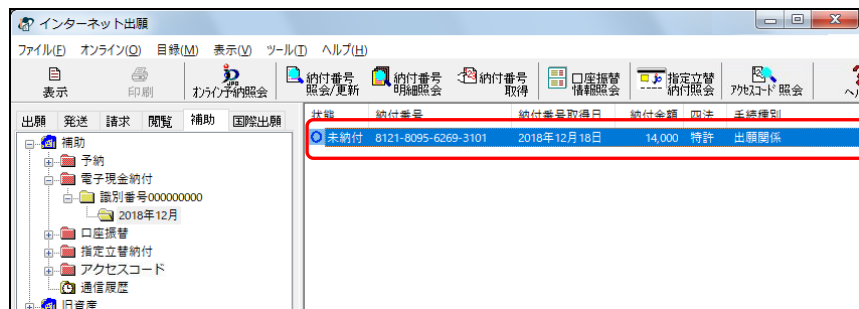 インターネット出願
ファイル(F) オンライン(O) 目録(M) 表示(V) ツール(T) ヘルプ(H)
表示 印刷 オンライン予納照会 納付番号照会/更新 納付番号明細照会 納付番号取得 口座振替情報照会 指定立替納付照会 アクセスコード照会
出願 発送 請求 閲覧 補助 国際出願
状態 納付番号 納付番号取得日 納付金額 四法 手続種別
未納付 8121-8095-6269-3101 2018年12月18日 14,000 特許 出願関係
補助
予納
電子現金納付
識別番号000000000
2018年12月
口座振替
指定立替納付
アクセスコード
通信履歴
旧資産